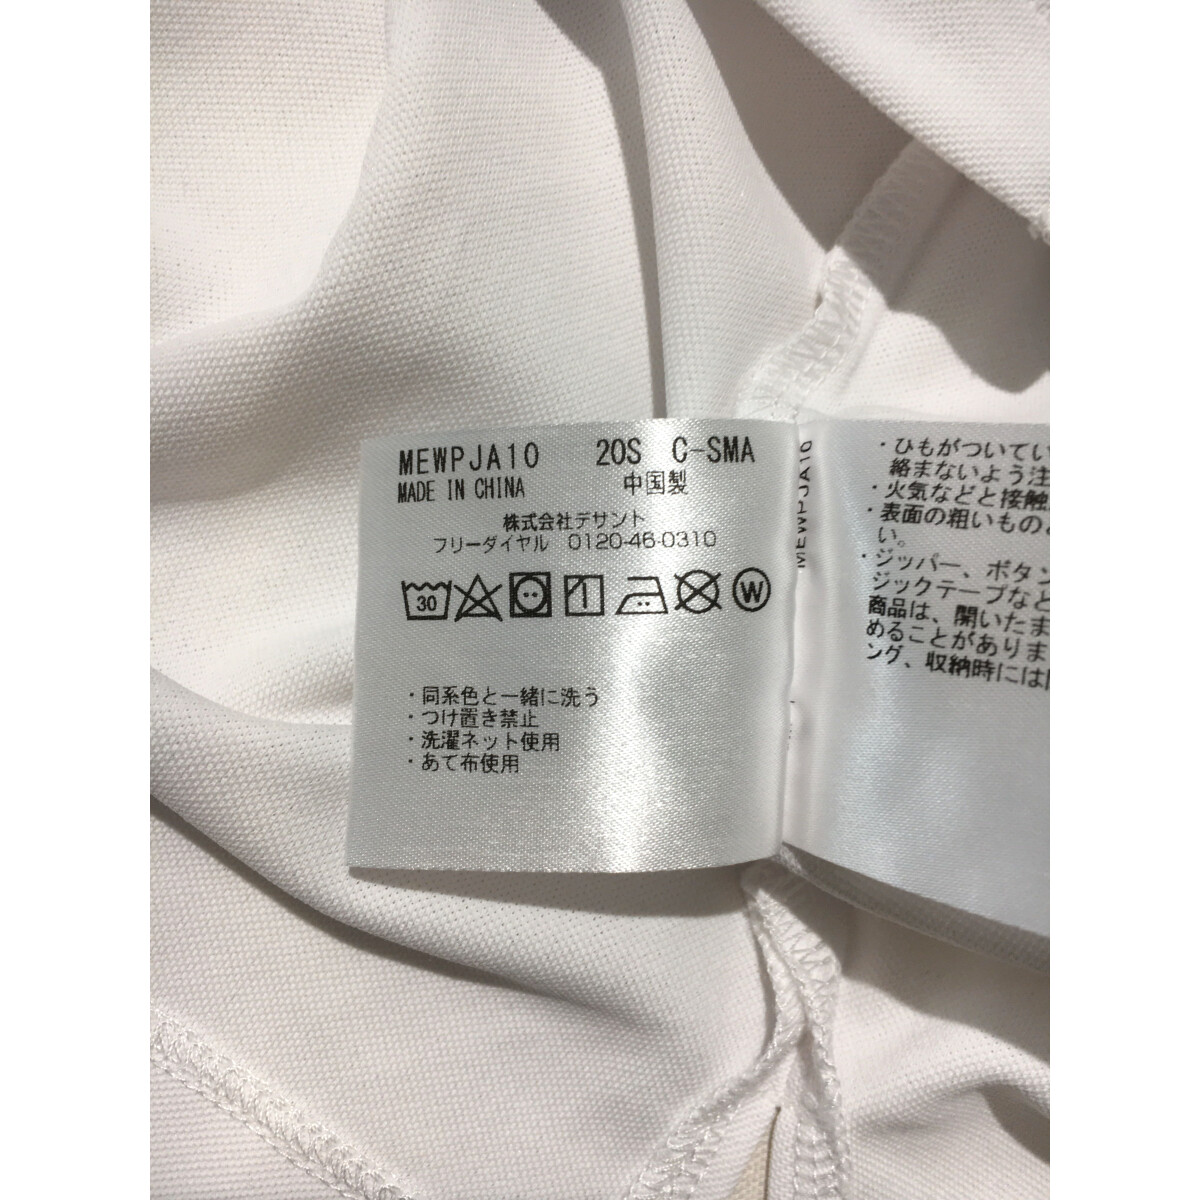 MEWPJA10 20S C-SMA
MADE IN CHINA 中国製
株式会社デサント
フリーダイヤル 0120-46-0310
30 W
・同系色と一緒に洗う
・つけ置き禁止
・洗濯ネット使用
・あて布使用
MEWPJA10
・ひもがついてい
絡まないよう注
・火気などと接触
・表面の粗いものと
い。
・ジッパー、ボタン
ジックテープなど
商品は、開いたま
めることがありま
ング、収納時には